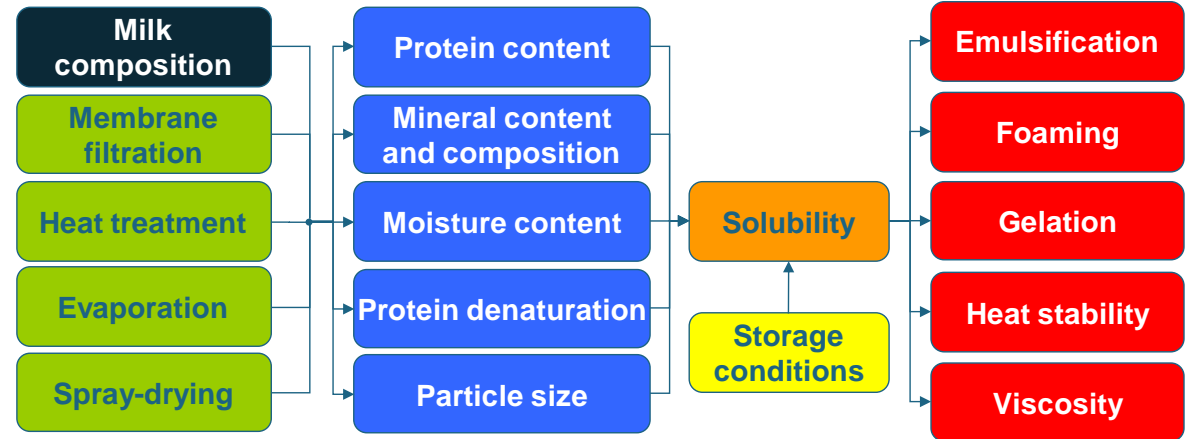 Milk
composition
Membrane
filtration
Heat treatment
Evaporation
Spray-drying
Protein content
Mineral content
and composition
Moisture content
Protein denaturation
Particle size
Solubility
Storage
conditions
Emulsification
Foaming
Gelation
Heat stability
Viscosity